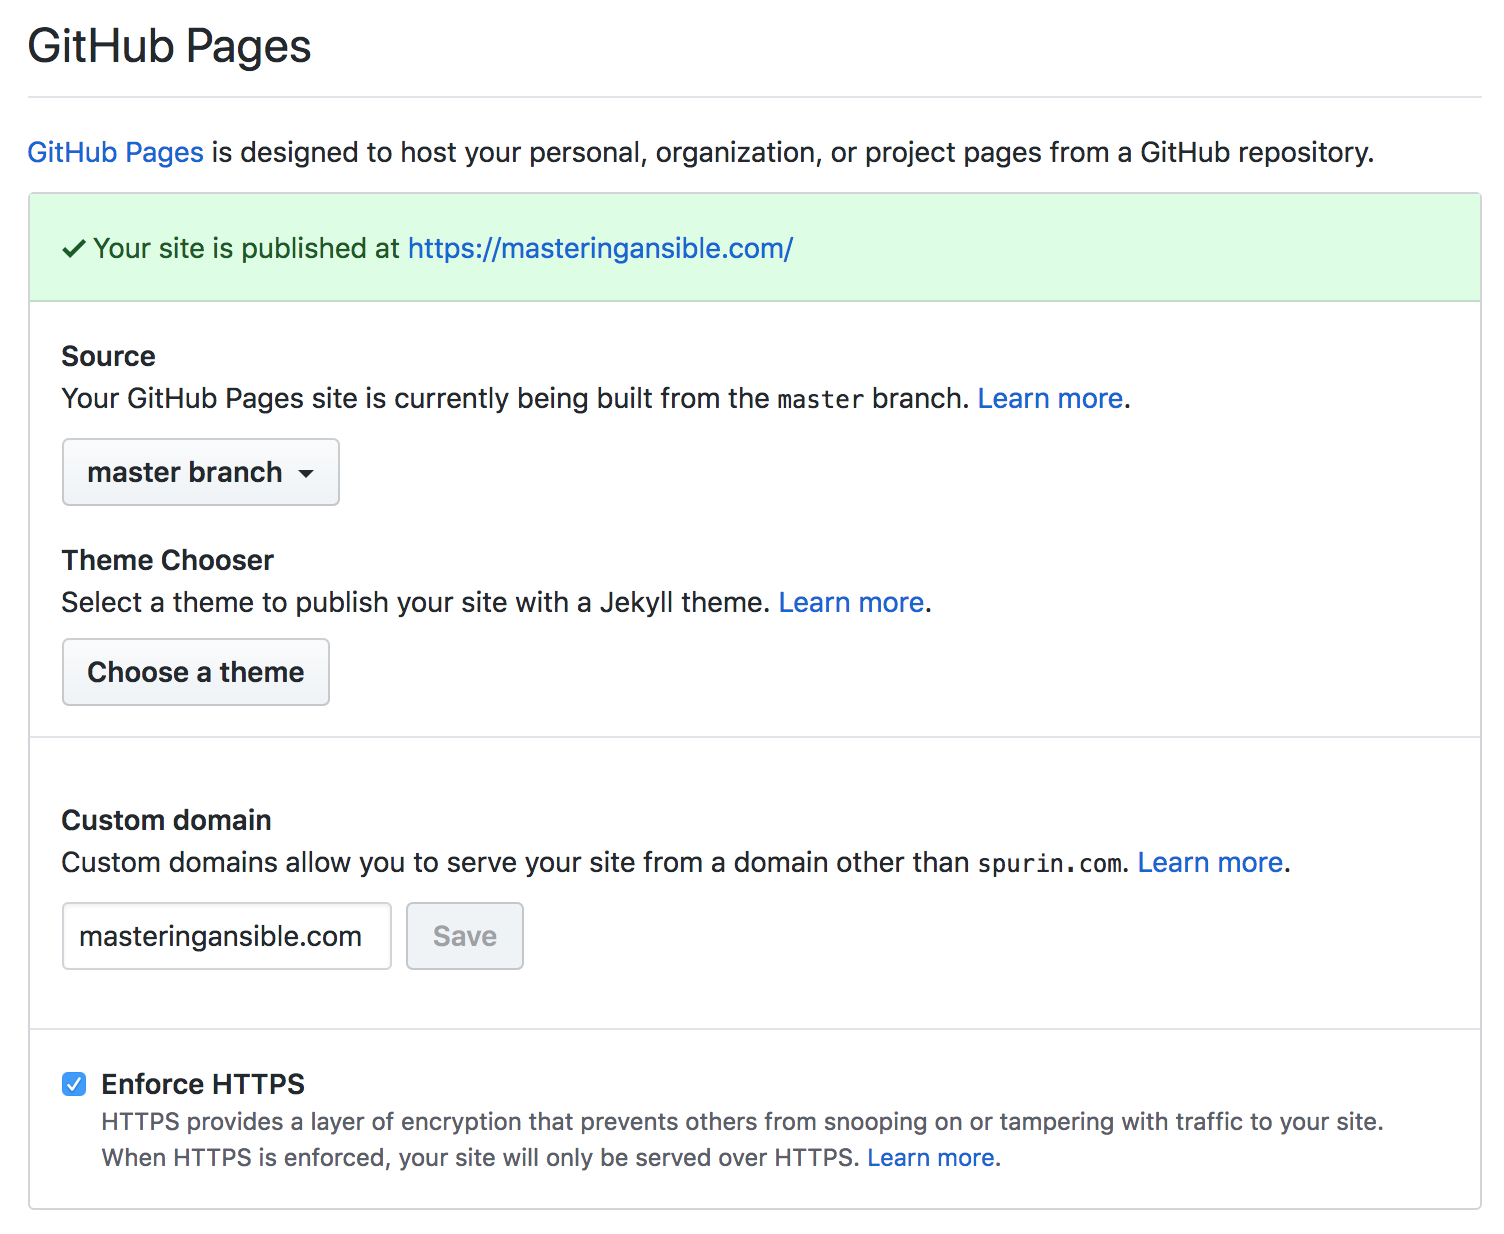 GitHub Pages
GitHub Pages is designed to host your personal, organization, or project pages from a GitHub repository.
Your site is published at https://masteringansible.com/
Source
Your GitHub Pages site is currently being built from the master branch. Learn more.
master branch
Theme Chooser
Select a theme to publish your site with a Jekyll theme. Learn more.
Choose a theme
Custom domain
Custom domains allow you to serve your site from a domain other than spurin.com. Learn more.
masteringansible.com Save
Enforce HTTPS
HTTPS provides a layer of encryption that prevents others from snooping on or tampering with traffic to your site.
When HTTPS is enforced, your site will only be served over HTTPS. Learn more.